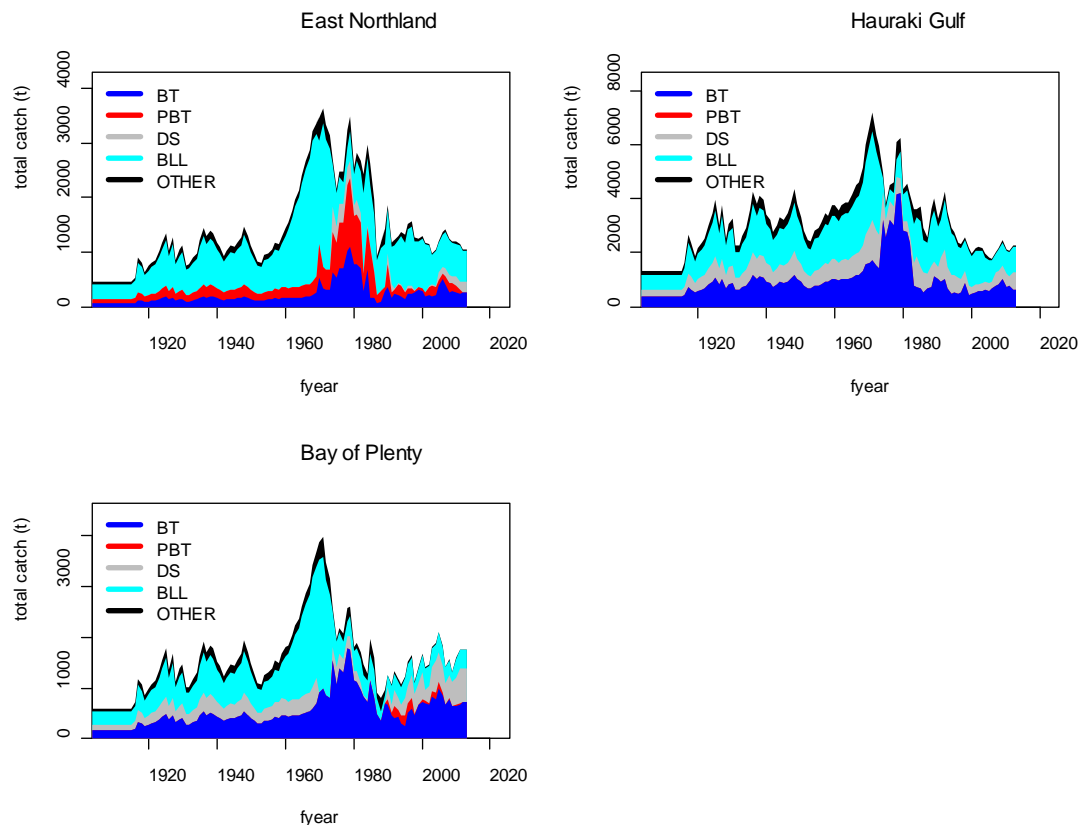 East Northland
total catch (t)
0 1000 2000 3000 4000
BT
PBT
DS
BLL
OTHER
1920 1940 1960 1980 2000 2020
fyear
Hauraki Gulf
total catch (t)
0 2000 4000 6000 8000
BT
PBT
DS
BLL
OTHER
1920 1940 1960 1980 2000 2020
fyear
Bay of Plenty
total catch (t)
0 1000 3000
BT
PBT
DS
BLL
OTHER
1920 1940 1960 1980 2000 2020
fyear